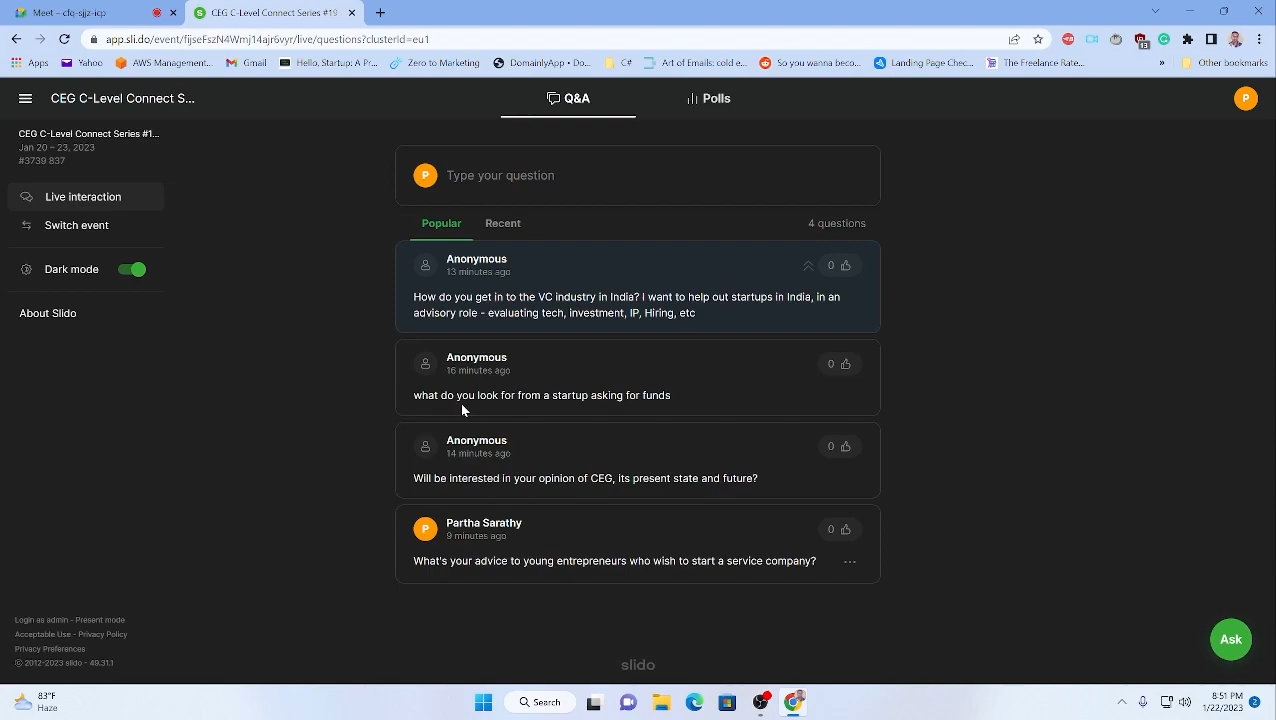 Meet – cfq-sjjz-icp
CEG C-Level Connect Series #19
app.sli.do/event/fijseFszN4Wmj14ajr6vyr/live/questions?clusterId=eu1
Apps
Yahoo
AWS Management...
Gmail
Hello, Startup: A Pr...
Zero to Marketing
DomainlyApp • Do...
C#
Art of Emails: cold e...
So you wanna beco...
Landing Page Chec...
The Freelance Rate...
»
Other bookmarks
CEG C-Level Connect S...
Q&A
Polls
P
CEG C-Level Connect Series #1...
Jan 20 – 23, 2023
#3739 837
Live interaction
Switch event
Dark mode
About Slido
P
Type your question
Popular
Recent
4 questions
Anonymous
13 minutes ago
0
How do you get in to the VC industry in India? I want to help out startups in India, in an
advisory role - evaluating tech, investment, IP, Hiring, etc
Anonymous
16 minutes ago
0
what do you look for from a startup asking for funds
Anonymous
14 minutes ago
0
Will be interested in your opinion of CEG, its present state and future?
P
Partha Sarathy
9 minutes ago
0
What's your advice to young entrepreneurs who wish to start a service company?
...
Login as admin - Present mode
Acceptable Use - Privacy Policy
Privacy Preferences
© 2012-2023 slido - 49.31.1
slido
Ask
83°F
Haze
Search
8:51 PM
1/22/2023
2